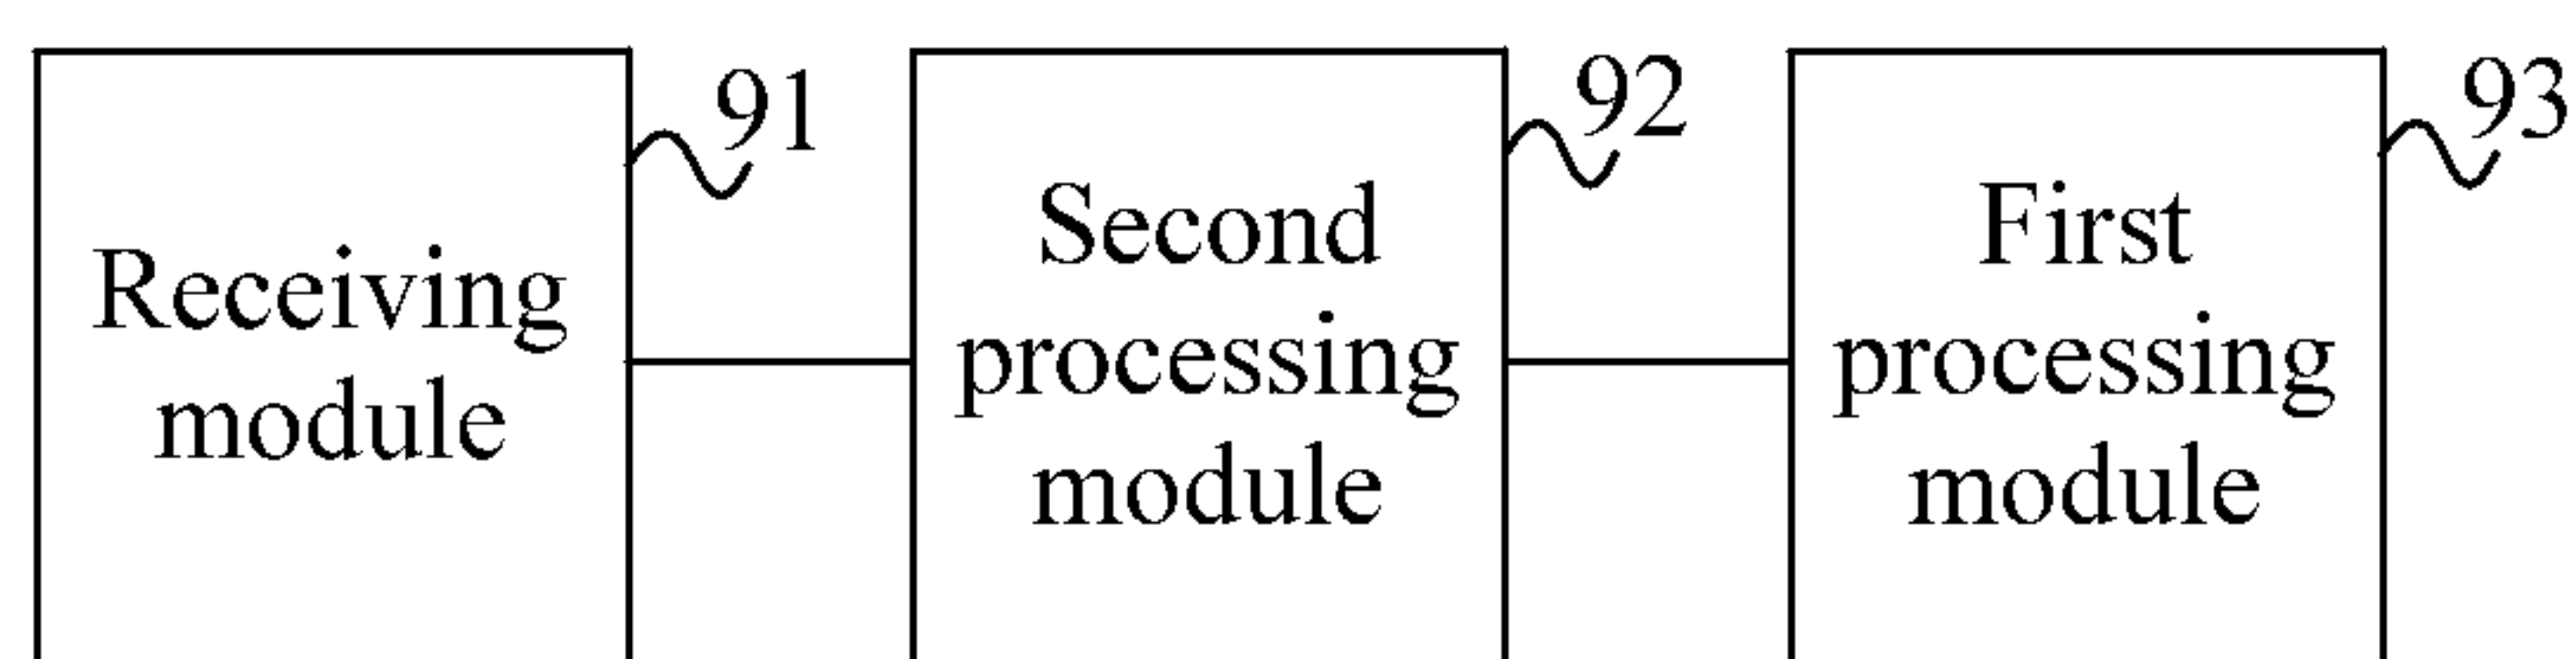 91
Receiving
module
92
Second
processing
module
93
First
processing
module